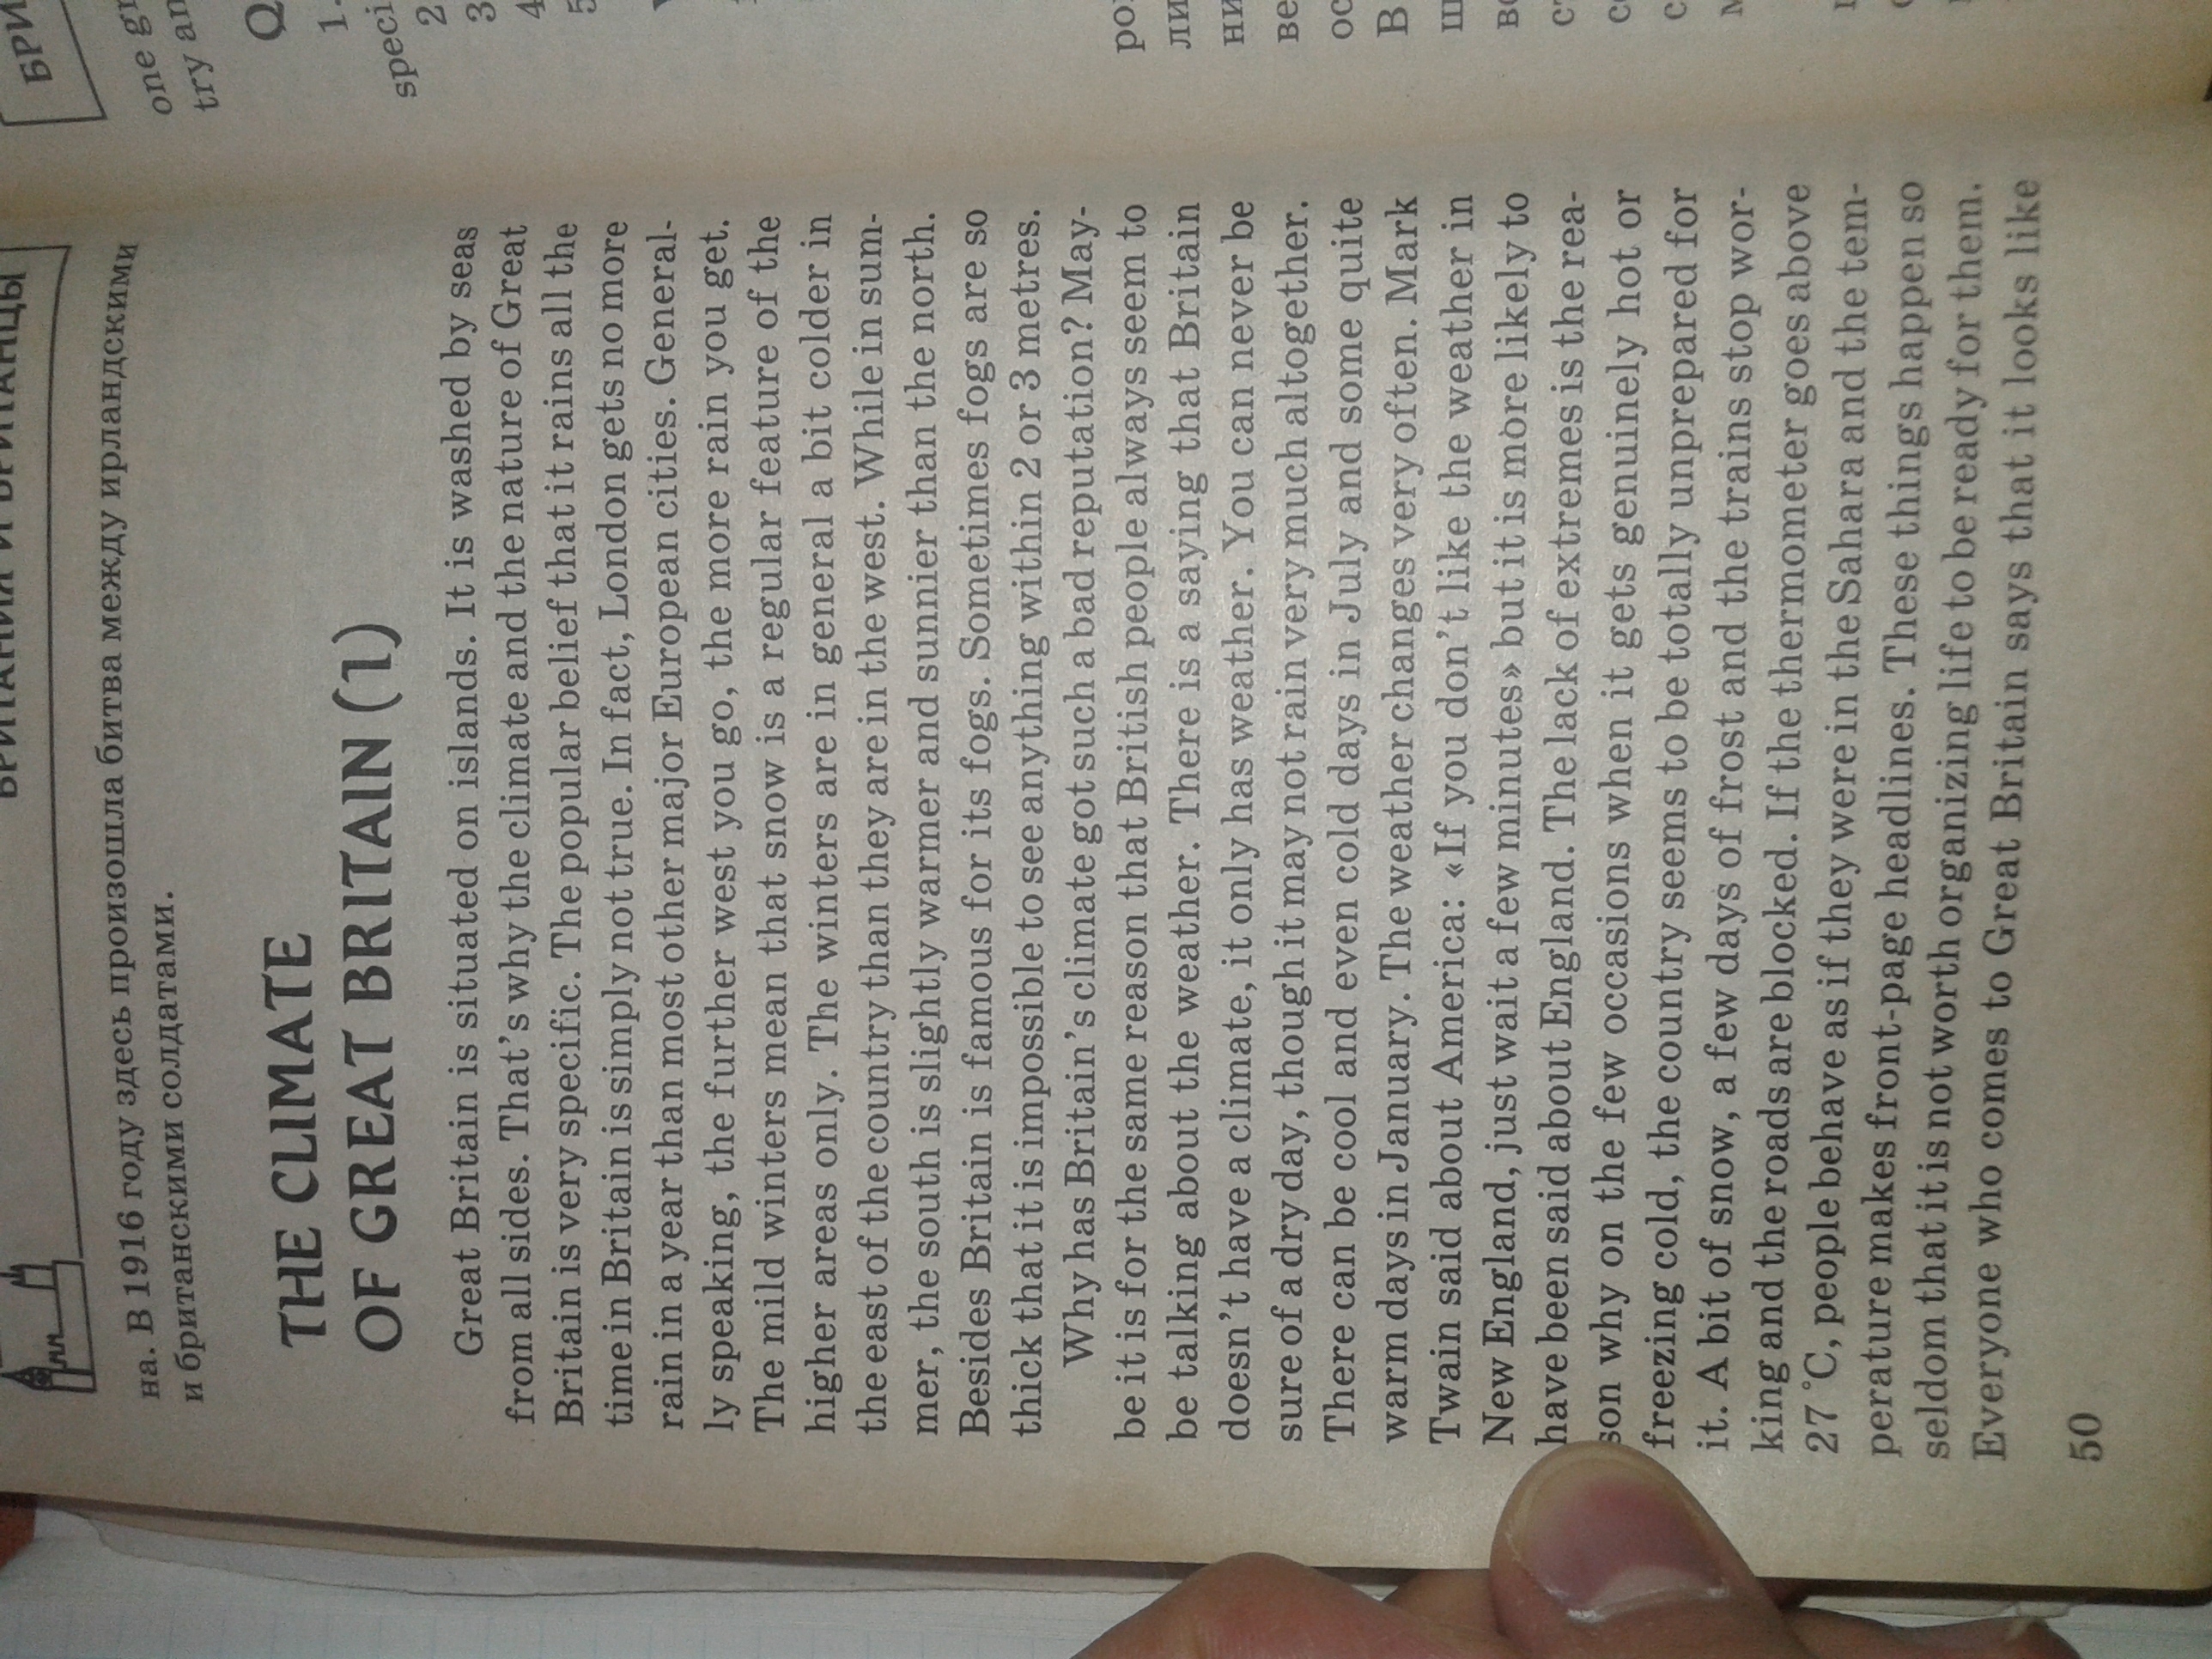 БРИТАНИЯ И БРИТАНЦЫ
на. В 1916 году здесь произошла битва между ирландскими
и британскими солдатами.
THE CLIMATE
OF GREAT BRITAIN (1)
Great Britain is situated on islands. It is washed by seas
from all sides. That's why the climate and the nature of Great
Britain is very specific. The popular belief that it rains all the
time in Britain is simply not true. In fact, London gets no more
rain in a year than most other major European cities. General-
ly speaking, the further west you go, the more rain you get.
The mild winters mean that snow is a regular feature of the
higher areas only. The winters are in general a bit colder in
the east of the country than they are in the west. While in sum-
mer, the south is slightly warmer and sunnier than the north.
Besides Britain is famous for its fogs. Sometimes fogs are so
thick that it is impossible to see anything within 2 or 3 metres.
Why has Britain's climate got such a bad reputation? May-
be it is for the same reason that British people always seem to
be talking about the weather. There is a saying that Britain
doesn't have a climate, it only has weather. You can never be
sure of a dry day, though it may not rain very much altogether.
There can be cool and even cold days in July and some quite
warm days in January. The weather changes very often. Mark
Twain said about America: «If you don't like the weather in
New England, just wait a few minutes» but it is more likely to
have been said about England. The lack of extremes is the rea-
son why on the few occasions when it gets genuinely hot or
freezing cold, the country seems to be totally unprepared for
it. A bit of snow, a few days of frost and the trains stop wor-
king and the roads are blocked. If the thermometer goes above
27 °C, people behave as if they were in the Sahara and the tem-
perature makes front-page headlines. These things happen so
seldom that it is not worth organizing life to be ready for them.
Everyone who comes to Great Britain says that it looks like
50
БРИ
one gr
try an
Q
1.
speci
2
3
4
5